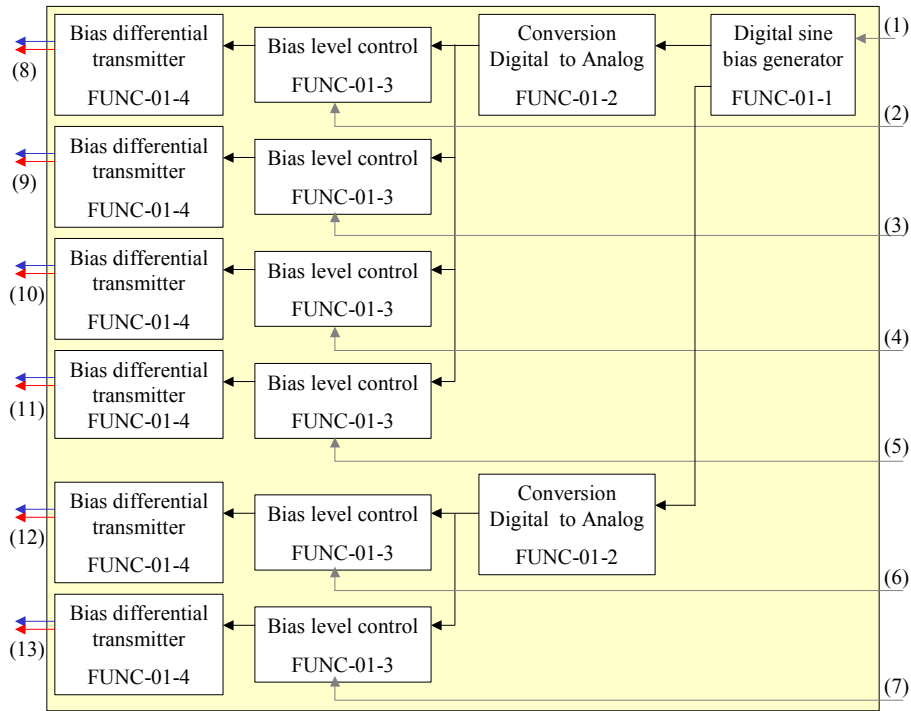 Bias differential
transmitter
FUNC-01-4
Bias level control
FUNC-01-3
Conversion
Digital to Analog
FUNC-01-2
Digital sine
bias generator
FUNC-01-1
(1)
(8)
(2)
Bias differential
transmitter
FUNC-01-4
Bias level control
FUNC-01-3
(9)
(3)
Bias differential
transmitter
FUNC-01-4
Bias level control
FUNC-01-3
(10)
(4)
Bias differential
transmitter
FUNC-01-4
Bias level control
FUNC-01-3
(11)
(5)
Bias differential
transmitter
FUNC-01-4
Bias level control
FUNC-01-3
Conversion
Digital to Analog
FUNC-01-2
(12)
(6)
Bias differential
transmitter
FUNC-01-4
Bias level control
FUNC-01-3
(13)
(7)